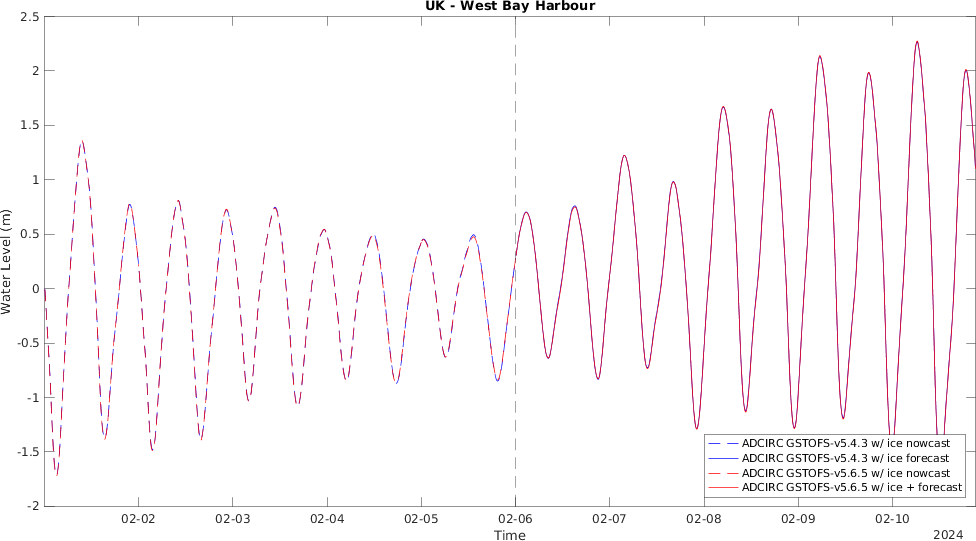 UK - West Bay Harbour
2.5
2
1.5
1
0.5
0
-0.5
-1
-1.5
-2
Water Level (m)
02-02 02-03 02-04 02-05 02-06 02-07 02-08 02-09 02-10
Time
2024
ADCIRC GSTOFS-v5.4.3 w/ ice nowcast
ADCIRC GSTOFS-v5.4.3 w/ ice forecast
ADCIRC GSTOFS-v5.6.5 w/ ice nowcast
ADCIRC GSTOFS-v5.6.5 w/ ice + forecast